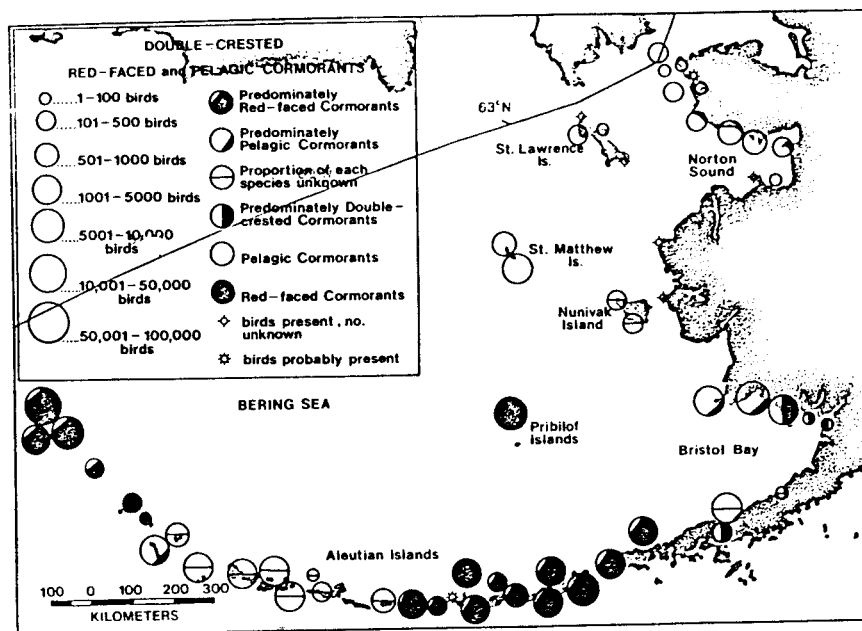 DOUBLE-CRESTED
RED-FACED and PELAGIC CORMORANTS
1-100 birds
101-500 birds
501-1000 birds
1001-5000 birds
5001-10,000
birds
10,001-50,000
birds
50,001-100,000
birds
Predominately
Red-faced Cormorants
Predominately
Pelagic Cormorants
Proportion of each
species unknown
Predominately Double-
crested Cormorants
Pelagic Cormorants
Red-faced Cormorants
birds present, no.
unknown
birds probably present
63°N
St. Lawrence
Is.
Norton
Sound
St. Matthew
Is.
Nunivak
Island
BERING SEA
Pribilof
Islands
Bristol Bay
Aleutian Islands
100 0 100 200 300
KILOMETERS